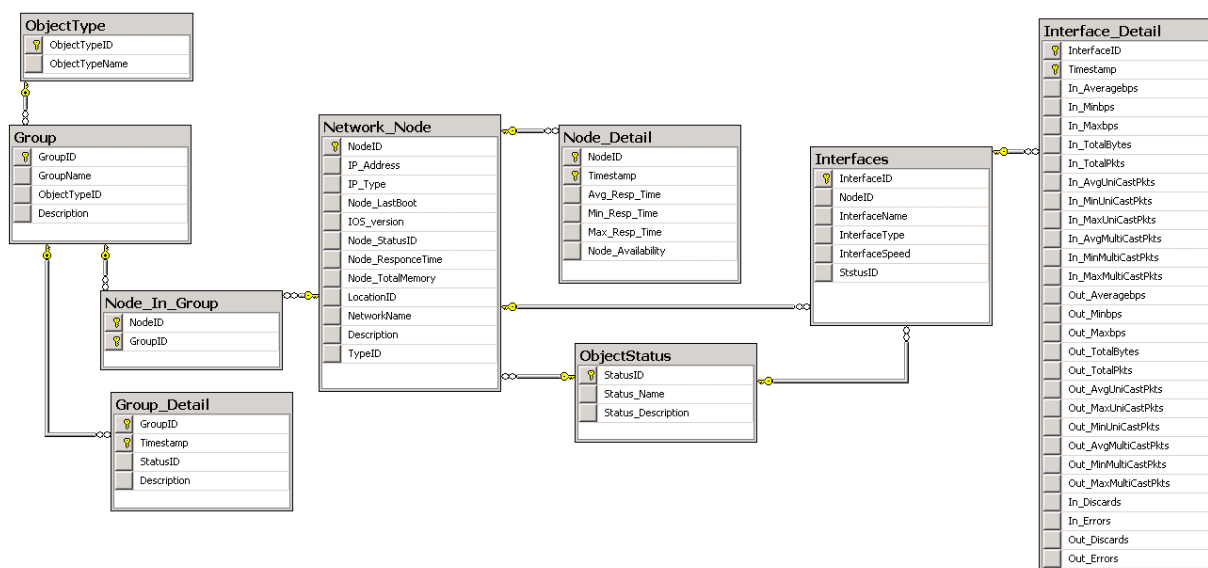 ObjectType
ObjectTypeID
ObjectTypeName
Group
GroupID
GroupName
ObjectTypeID
Description
Node_In_Group
NodeID
GroupID
Group_Detail
GroupID
Timestamp
StatusID
Description
Network_Node
NodeID
IP_Address
IP_Type
Node_LastBoot
IOS_version
Node_StatusID
Node_ResponceTime
Node_TotalMemory
LocationID
NetworkName
Description
TypeID
Node_Detail
NodeID
Timestamp
Avg_Resp_Time
Min_Resp_Time
Max_Resp_Time
Node_Availability
ObjectStatus
StatusID
Status_Name
Status_Description
Interfaces
InterfaceID
NodeID
InterfaceName
InterfaceType
InterfaceSpeed
StstusID
Interface_Detail
InterfaceID
Timestamp
In_Averagebps
In_Minbps
In_Maxbps
In_TotalBytes
In_TotalPkts
In_AvgUniCastPkts
In_MinUniCastPkts
In_MaxUniCastPkts
In_AvgMultiCastPkts
In_MinMultiCastPkts
In_MaxMultiCastPkts
Out_Averagebps
Out_Minbps
Out_Maxbps
Out_TotalBytes
Out_TotalPkts
Out_AvgUniCastPkts
Out_MaxUniCastPkts
Out_MinUniCastPkts
Out_AvgMultiCastPkts
Out_MinMultiCastPkts
Out_MaxMultiCastPkts
In_Discards
In_Errors
Out_Discards
Out_Errors